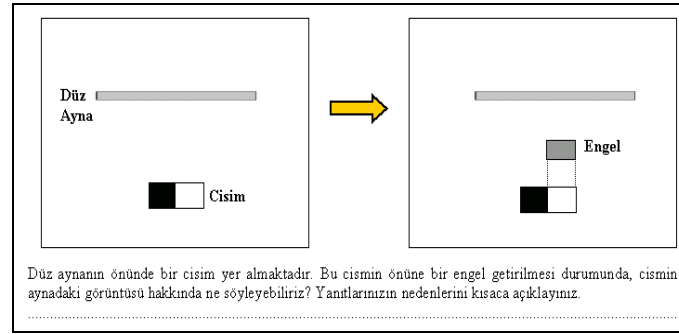 Düz
Ayna
Cisim
Engel
Düz aynanın önünde bir cisim yer almaktadır. Bu cismin önüne bir engel getirilmesi durumunda, cismin
aynadaki görüntüsü hakkında ne söyleyebiliriz? Yanıtlarınızın nedenlerini kısaca açıklayınız.